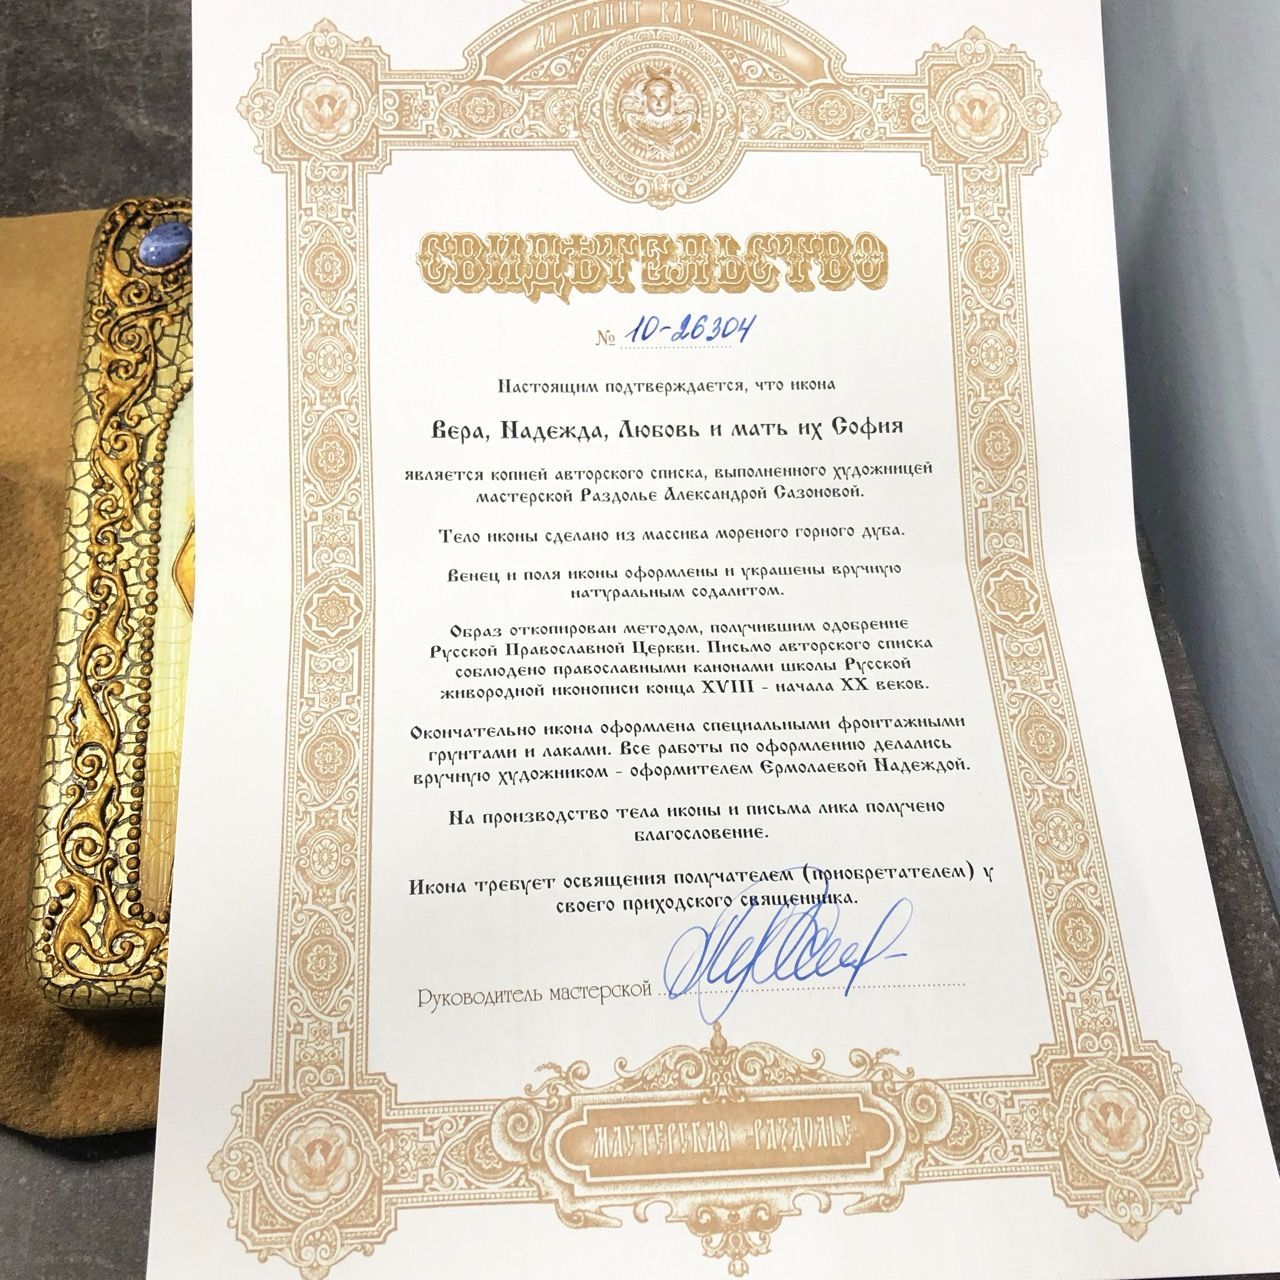 ДА ХРАНИТ ВАС ГОСПОДЬ
СВИДѢТЕЛЬСТВО
№ 10-26304
Настоящим подтверждается, что икона
Вера, Надежда, Любовь и мать их София
является копией авторского списка, выполненного художницей
мастерской Раздолье Александрой Сазоновой.
Тело иконы сделано из массива мореного горного дуба.
Венец и поля иконы оформлены и украшены вручную
натуральным содалитом.
Образ откопирован методом, получившим одобрение
Русской Православной Церкви. Письмо авторского списка
соблюдено православными канонами школы Русской
живородной иконописи конца XVIII - начала XX веков.
Окончательно икона оформлена специальными фронтажными
грунтами и лаками. Все работы по оформлению делались
вручную художником - оформителем Ермолаевой Надеждой.
На производство тела иконы и письма лика получено
благословение.
Икона требует освящения получателем (приобретателем) у
своего приходского священника.
Руководитель мастерской
МАСТЕРСКАЯ «РАЗДОЛЬЕ»